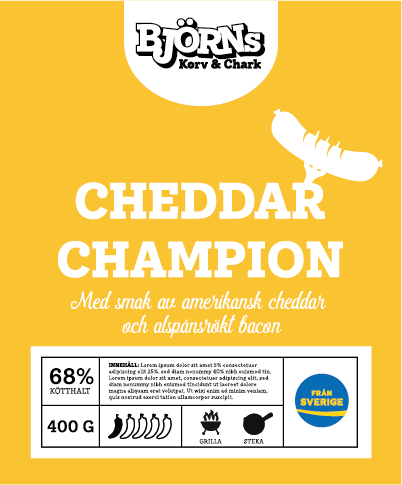 BJÖRNs
Korv & Chark
CHEDDAR
CHAMPION
Med smak av amerikansk cheddar
och alspånsrökt bacon
68%
KÖTTHALT
INNEHÅLL: Lorem ipsum dolor sit amet 5% consectetuer
adipiscing elit 25%, sed diam nonummy 60% nibh euismod tin.
Lorem ipsum dolor sit amet, consectetuer adipiscing elit, sed
diam nonummy nibh euismod tincidunt ut laoreet dolore
magna aliquam erat volutpat. Ut wisi enim ad minim veniam,
quis nostrud exerci tation ullamcorper suscipit.
400 G
GRILLA
STEKA
FRÅN
SVERIGE